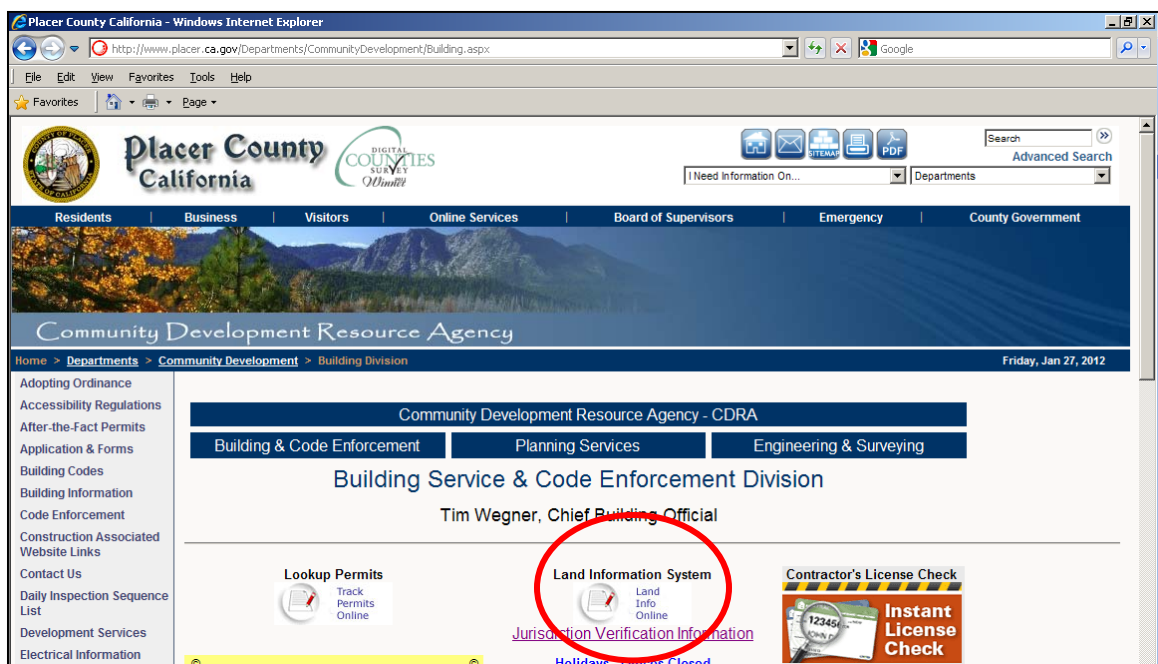 Placer County California - Windows Internet Explorer
http://www.placer.ca.gov/Departments/CommunityDevelopment/Building.aspx
Google
File Edit View Favorites Tools Help
Favorites Page
Placer County
California
DIGITAL
COUNTIES
SURVEY
Winner
SITEMAP
PDF
Search
Advanced Search
I Need Information On...
Departments
Residents | Business | Visitors | Online Services | Board of Supervisors | Emergency | County Government
Community Development Resource Agency
Home > Departments > Community Development > Building Division
Friday, Jan 27, 2012
Adopting Ordinance
Accessibility Regulations
After-the-Fact Permits
Application & Forms
Building Codes
Building Information
Code Enforcement
Construction Associated
Website Links
Contact Us
Daily Inspection Sequence
List
Development Services
Electrical Information
Community Development Resource Agency - CDRA
Building & Code Enforcement
Planning Services
Engineering & Surveying
Building Service & Code Enforcement Division
Tim Wegner, Chief Building Official
Lookup Permits
Track
Permits
Online
Land Information System
Land
Info
Online
Jurisdiction Verification Information
Contractor's License Check
Instant
License
Check